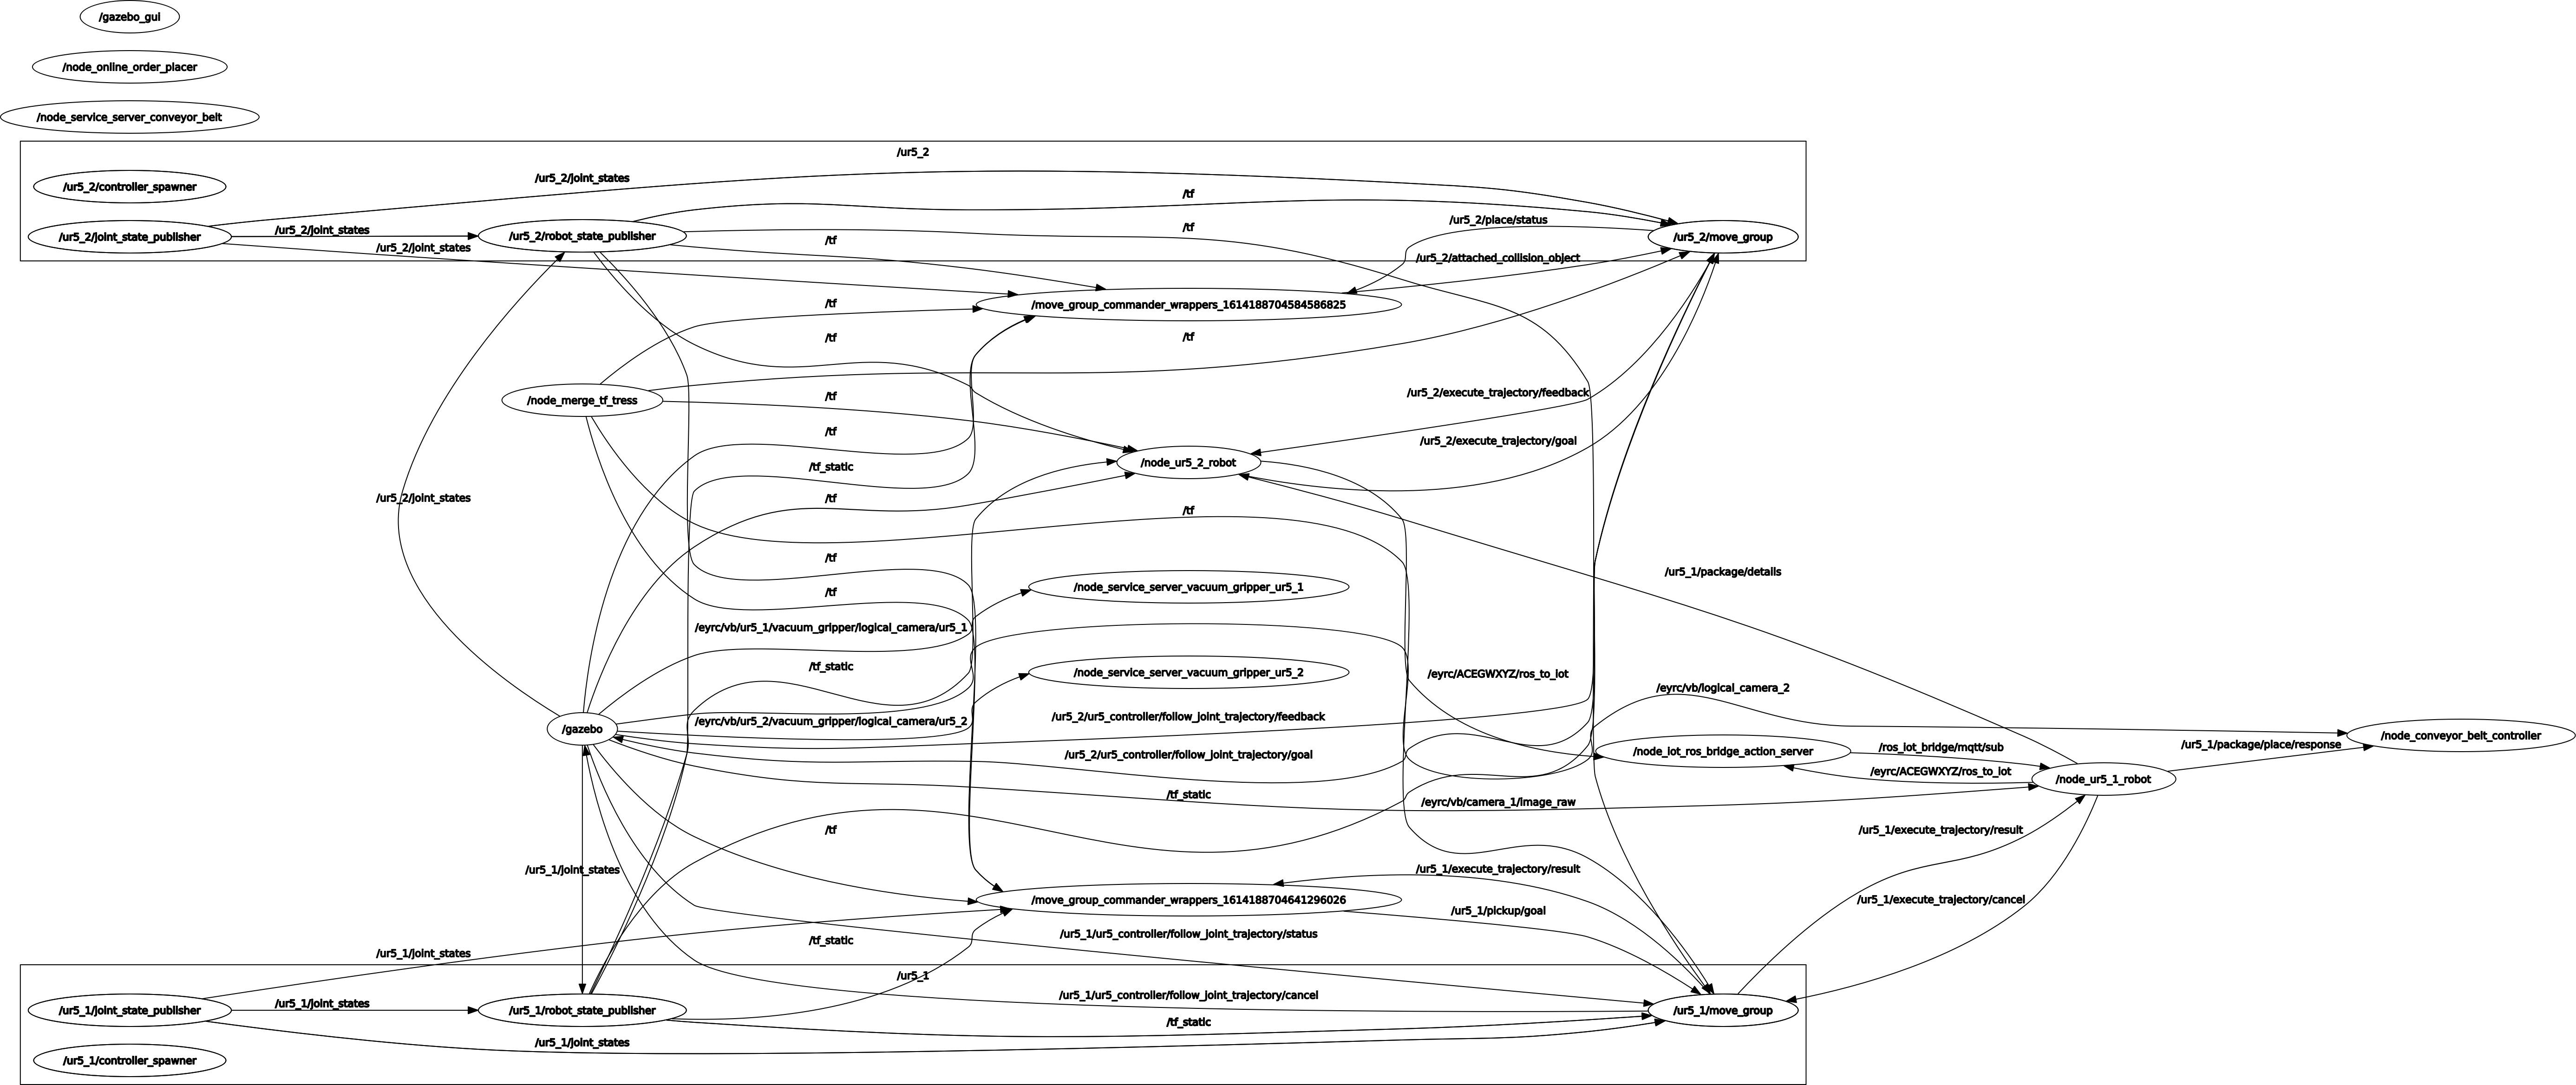 /gazebo_gui
/node_online_order_placer
/node_service_server_conveyor_belt
/ur5_2
/ur5_2/controller_spawner
/ur5_2/joint_states
/tf
/ur5_2/place/status
/ur5_2/joint_state_publisher
/ur5_2/joint_states
/ur5_2/robot_state_publisher
/tf
/ur5_2/move_group
/ur5_2/joint_states
/tf
/ur5_2/attached_collision_object
/tf
/move_group_commander_wrappers_1614188704584586825
/tf
/tf
/node_merge_tf_tress
/tf
/ur5_2/execute_trajectory/feedback
/tf
/ur5_2/execute_trajectory/goal
/tf_static
/node_ur5_2_robot
/ur5_2/joint_states
/tf
/tf
/tf
/ur5_1/package/details
/tf
/node_service_server_vacuum_gripper_ur5_1
/eyrc/vb/ur5_1/vacuum_gripper/logical_camera/ur5_1
/tf_static
/node_service_server_vacuum_gripper_ur5_2
/eyrc/ACEGWXYZ/ros_to_iot
/eyrc/vb/logical_camera_2
/eyrc/vb/ur5_2/vacuum_gripper/logical_camera/ur5_2
/ur5_2/ur5_controller/follow_joint_trajectory/feedback
/gazebo
/node_conveyor_belt_controller
/ur5_2/ur5_controller/follow_joint_trajectory/goal
/node_iot_ros_bridge_action_server
/ros_iot_bridge/mqtt/sub
/ur5_1/package/place/response
/eyrc/ACEGWXYZ/ros_to_iot
/node_ur5_1_robot
/tf_static
/eyrc/vb/camera_1/image_raw
/tf
/ur5_1/execute_trajectory/result
/ur5_1/joint_states
/ur5_1/execute_trajectory/result
/move_group_commander_wrappers_1614188704641296026
/ur5_1/execute_trajectory/cancel
/ur5_1/pickup/goal
/tf_static
/ur5_1/ur5_controller/follow_joint_trajectory/status
/ur5_1/joint_states
/ur5_1
/ur5_1/ur5_controller/follow_joint_trajectory/cancel
/ur5_1/joint_state_publisher
/ur5_1/joint_states
/ur5_1/robot_state_publisher
/ur5_1/move_group
/tf_static
/ur5_1/joint_states
/ur5_1/controller_spawner